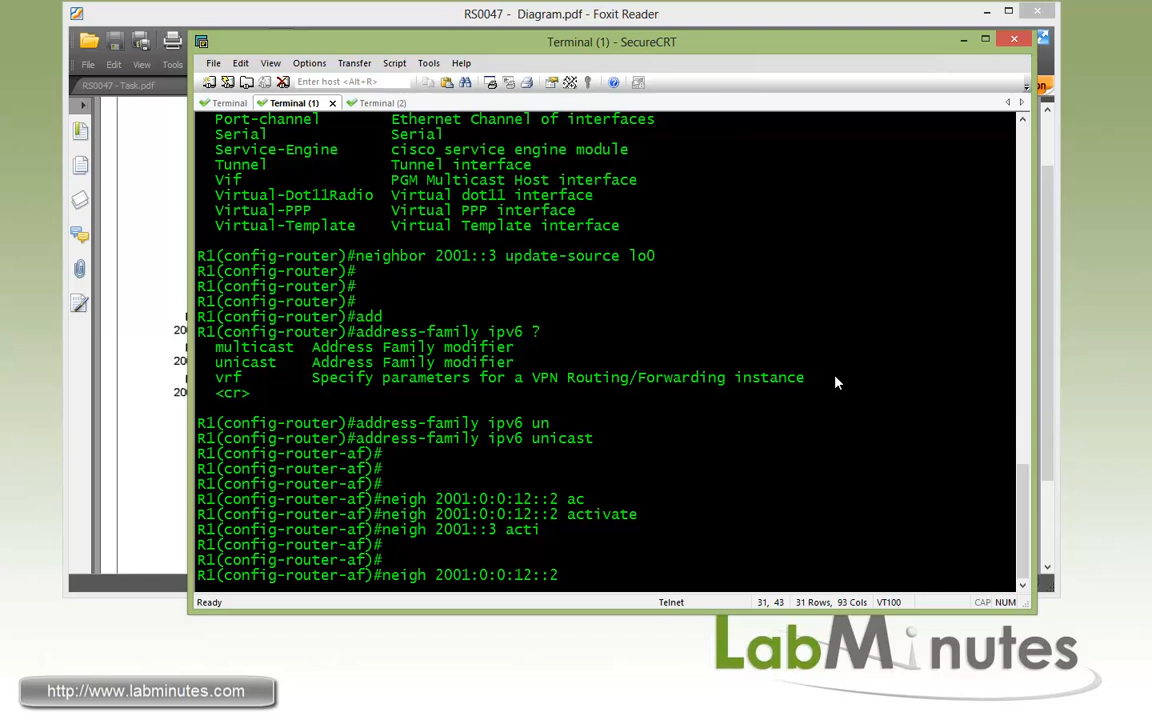 RS0047 - Diagram.pdf - Foxit Reader
File Edit View Tools
RS0047 - Task.pdf
Terminal (1) - SecureCRT
File Edit View Options Transfer Script Tools Help
Enter host <Alt+R>
Terminal Terminal (1) Terminal (2)
Port-channel Ethernet Channel of interfaces
Serial Serial
Service-Engine cisco service engine module
Tunnel Tunnel interface
Vif PGM Multicast Host interface
Virtual-Dot11Radio Virtual dot11 interface
Virtual-PPP Virtual PPP interface
Virtual-Template Virtual Template interface
R1(config-router)#neighbor 2001::3 update-source lo0
R1(config-router)#
R1(config-router)#
R1(config-router)#
R1(config-router)#add
R1(config-router)#address-family ipv6 ?
multicast Address Family modifier
unicast Address Family modifier
vrf Specify parameters for a VPN Routing/Forwarding instance
<cr>
R1(config-router)#address-family ipv6 un
R1(config-router)#address-family ipv6 unicast
R1(config-router-af)#
R1(config-router-af)#
R1(config-router-af)#
R1(config-router-af)#neigh 2001:0:0:12::2 ac
R1(config-router-af)#neigh 2001:0:0:12::2 activate
R1(config-router-af)#neigh 2001::3 acti
R1(config-router-af)#
R1(config-router-af)#
R1(config-router-af)#neigh 2001:0:0:12::2
Ready Telnet 31, 43 31 Rows, 93 Cols VT100 CAP NUM
LabMinutes
http://www.labminutes.com